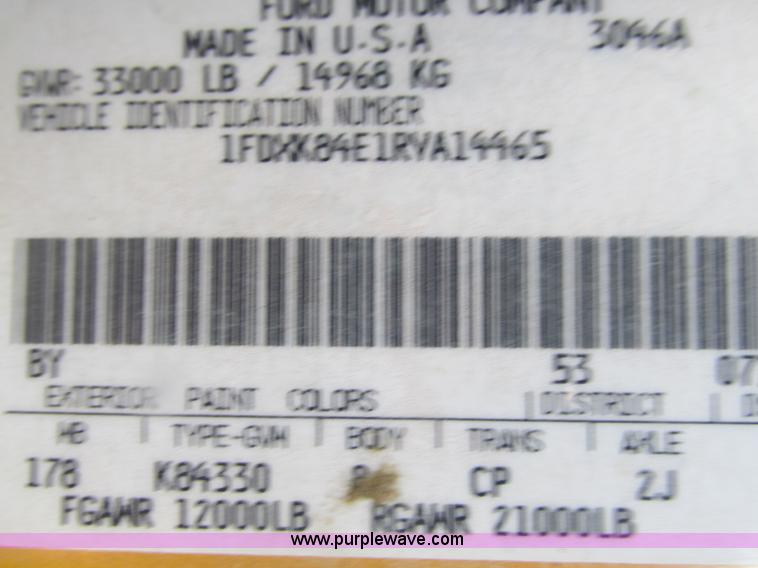 FORD MOTOR COMPANY
MADE IN U.S.A 3046A
GVWR: 33000 LB / 14968 KG
VEHICLE IDENTIFICATION NUMBER
1FDXK84E1RVA14465
BY 53 07
EXTERIOR PAINT COLORS DISTRICT
WB TYPE-GVW BODY TRANS AXLE
178 K84330 CP 2J
FGAWR 12000LB RGAWR 21000LB
www.purplewave.com